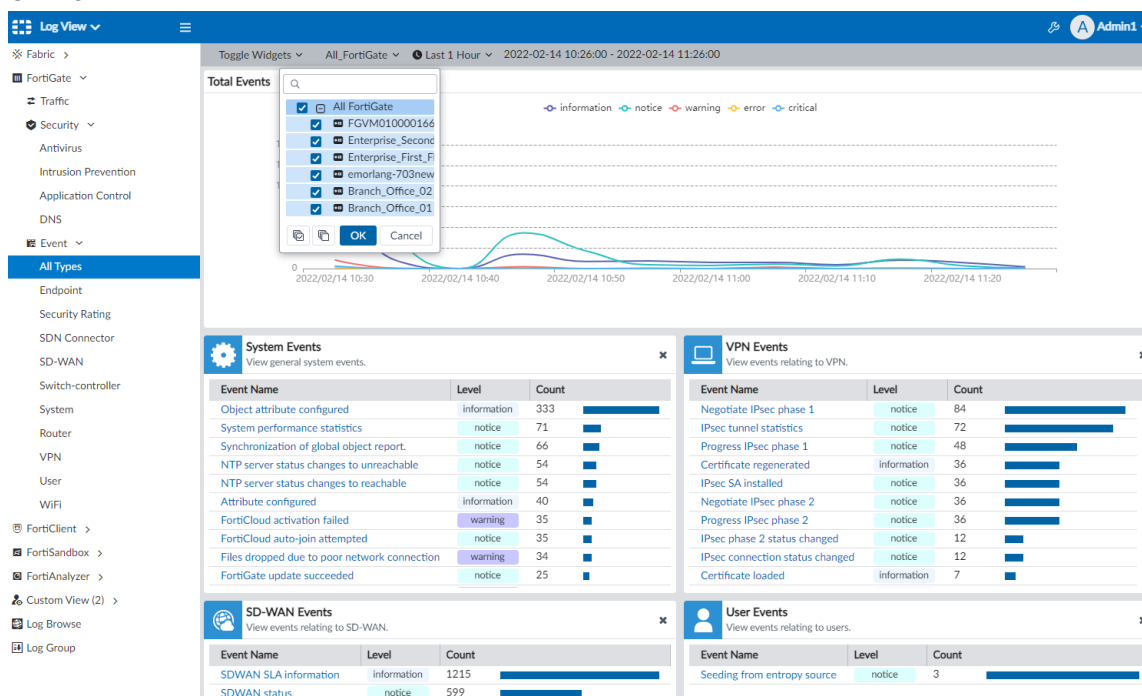 Log View
Admin1
Fabric
Toggle Widgets All_FortiGate Last 1 Hour 2022-02-14 10:26:00 - 2022-02-14 11:26:00
FortiGate
Traffic
Security
Antivirus
Intrusion Prevention
Application Control
DNS
Event
All Types
Endpoint
Security Rating
SDN Connector
SD-WAN
Switch-controller
System
Router
VPN
User
WiFi
FortiClient
FortiSandbox
FortiAnalyzer
Custom View (2)
Log Browse
Log Group
Total Events
All FortiGate
FGVM010000166
Enterprise_Second
Enterprise_First_F
emorlang-703new
Branch_Office_02
Branch_Office_01
OK Cancel
information notice warning error critical
0
2022/02/14 10:30 2022/02/14 10:40 2022/02/14 10:50 2022/02/14 11:00 2022/02/14 11:10 2022/02/14 11:20
System Events
View general system events.
Event Name Level Count
Object attribute configured information 333
System performance statistics notice 71
Synchronization of global object report. notice 66
NTP server status changes to unreachable notice 54
NTP server status changes to reachable notice 54
Attribute configured information 40
FortiCloud activation failed warning 35
FortiCloud auto-join attempted notice 35
Files dropped due to poor network connection warning 34
FortiGate update succeeded notice 25
VPN Events
View events relating to VPN.
Event Name Level Count
Negotiate IPsec phase 1 notice 84
IPsec tunnel statistics notice 72
Progress IPsec phase 1 notice 48
Certificate regenerated information 36
IPsec SA installed notice 36
Negotiate IPsec phase 2 notice 36
Progress IPsec phase 2 notice 36
IPsec phase 2 status changed notice 12
IPsec connection status changed notice 12
Certificate loaded information 7
SD-WAN Events
View events relating to SD-WAN.
Event Name Level Count
SDWAN SLA information information 1215
SDWAN status notice 599
User Events
View events relating to users.
Event Name Level Count
Seeding from entropy source notice 3